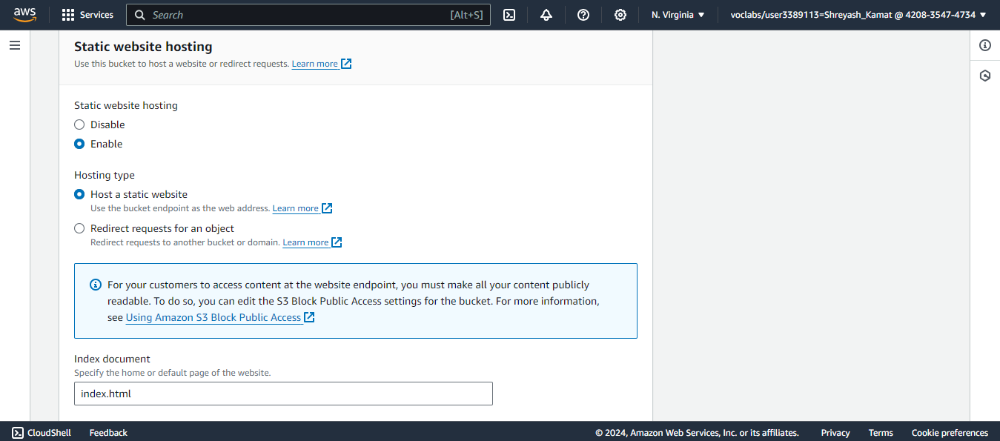 aws
Services
Search
[Alt+S]
N. Virginia
voclabs/user3389113=Shreyash_Kamat @ 4208-3547-4734
Static website hosting
Use this bucket to host a website or redirect requests. Learn more
Static website hosting
Disable
Enable
Hosting type
Host a static website
Use the bucket endpoint as the web address. Learn more
Redirect requests for an object
Redirect requests to another bucket or domain. Learn more
For your customers to access content at the website endpoint, you must make all your content publicly
readable. To do so, you can edit the S3 Block Public Access settings for the bucket. For more information,
see Using Amazon S3 Block Public Access
Index document
Specify the home or default page of the website.
index.html
CloudShell
Feedback
© 2024, Amazon Web Services, Inc. or its affiliates.
Privacy
Terms
Cookie preferences